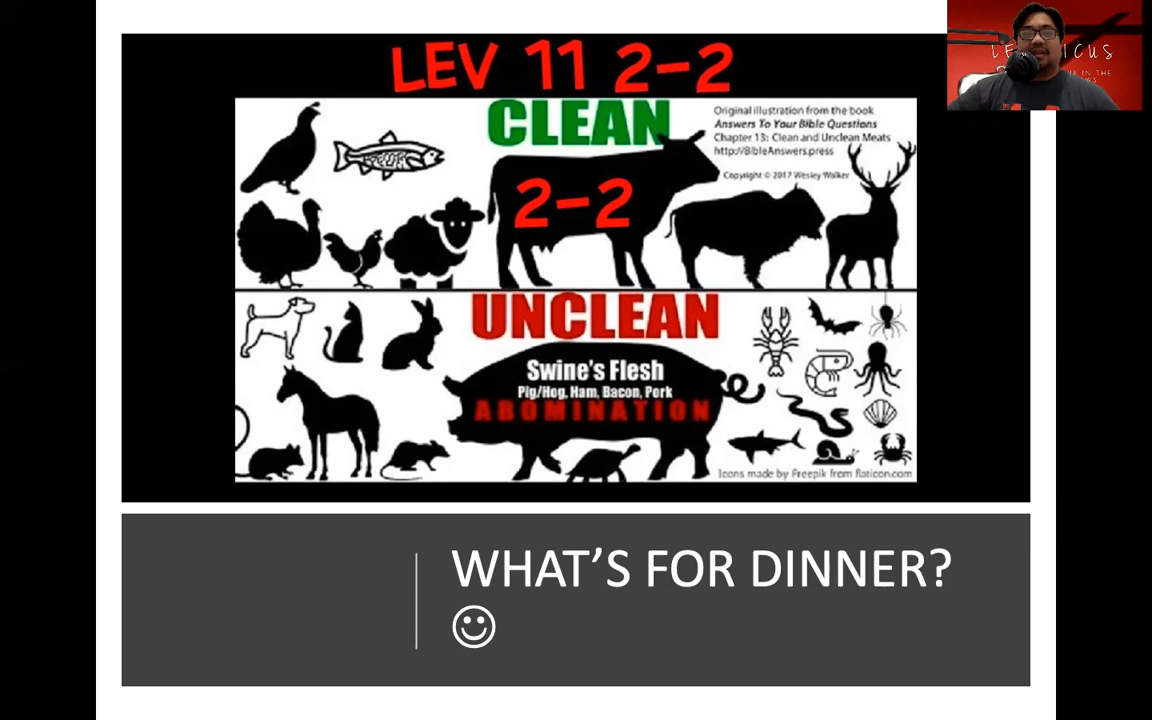 LEV 11 2-2
CLEAN
Original illustration from the book
Answers To Your Bible Questions
Chapter 13: Clean and Unclean Meats
http://BibleAnswers.press
Copyright © 2017 Wesley Walker
2-2
UNCLEAN
Swine's Flesh
Pig/Hog, Ham, Bacon, Pork
ABOMINATION
Icons made by Freepik from flaticon.com
WHAT'S FOR DINNER?